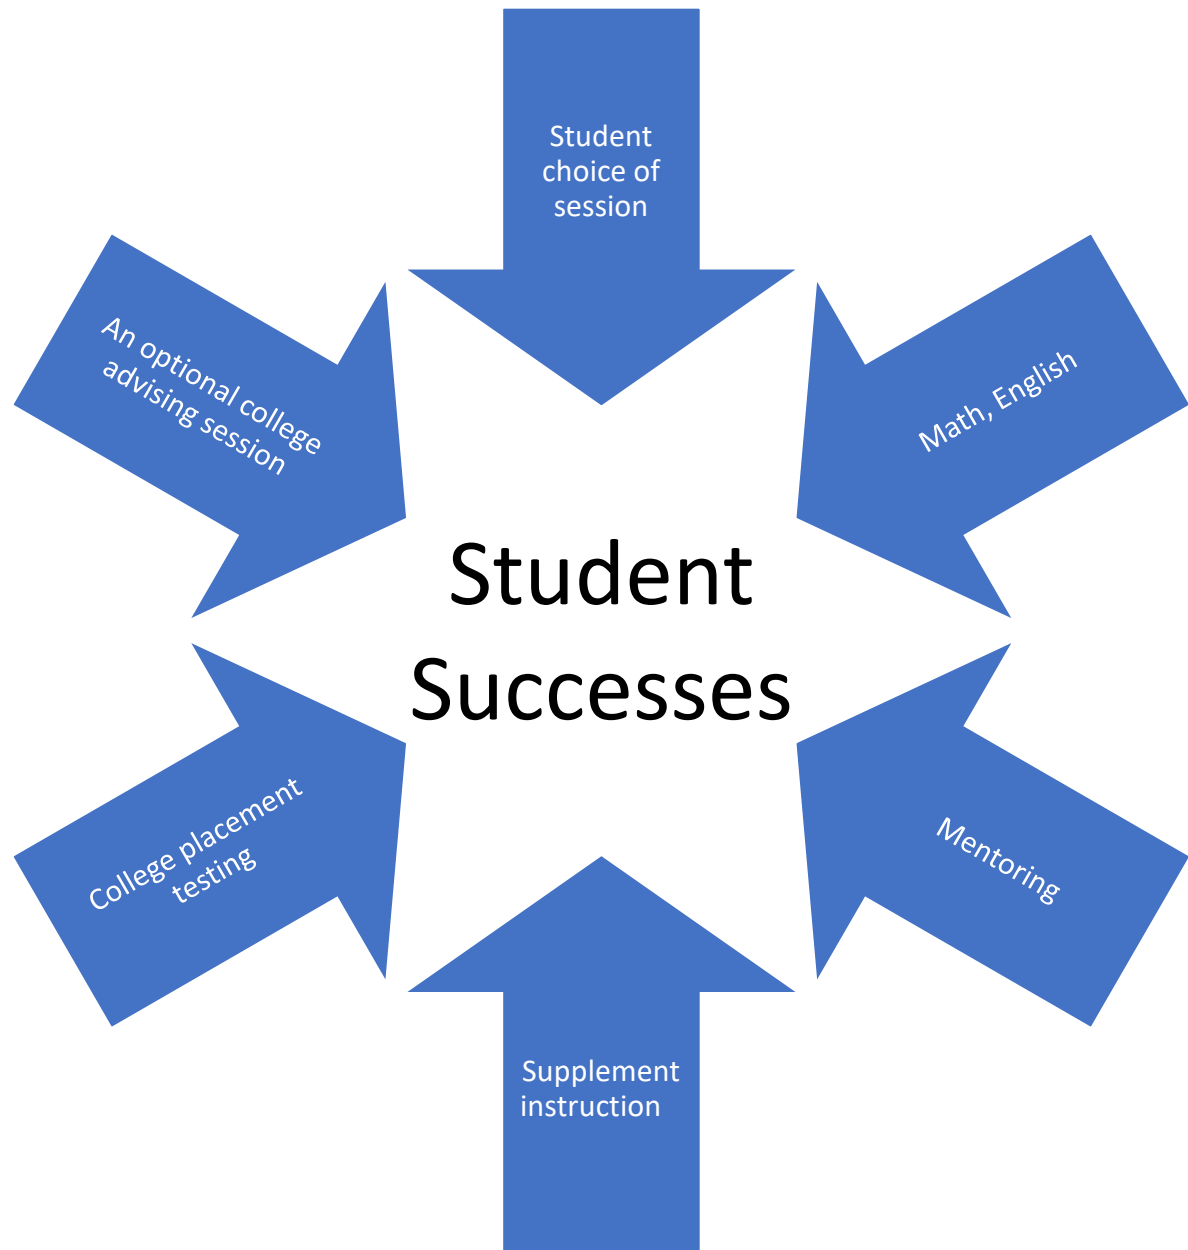 Student
choice of
session
Math, English
Mentoring
Supplement
instruction
College placement
testing
An optional college
advising session
Student
Successes